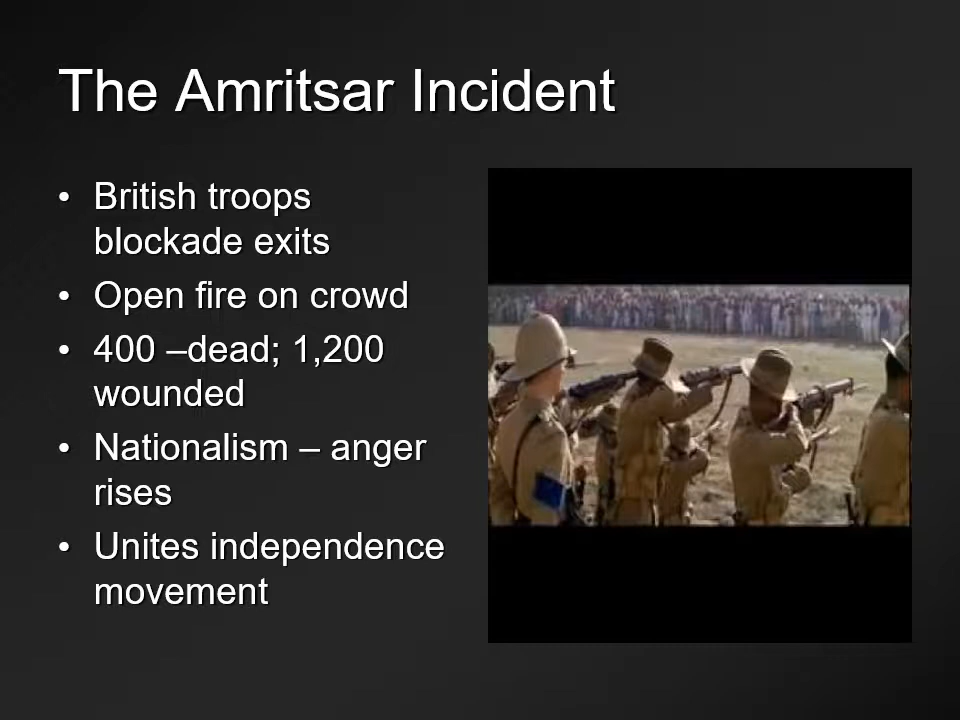 The Amritsar Incident
• British troops
blockade exits
• Open fire on crowd
• 400 –dead; 1,200
wounded
• Nationalism – anger
rises
• Unites independence
movement